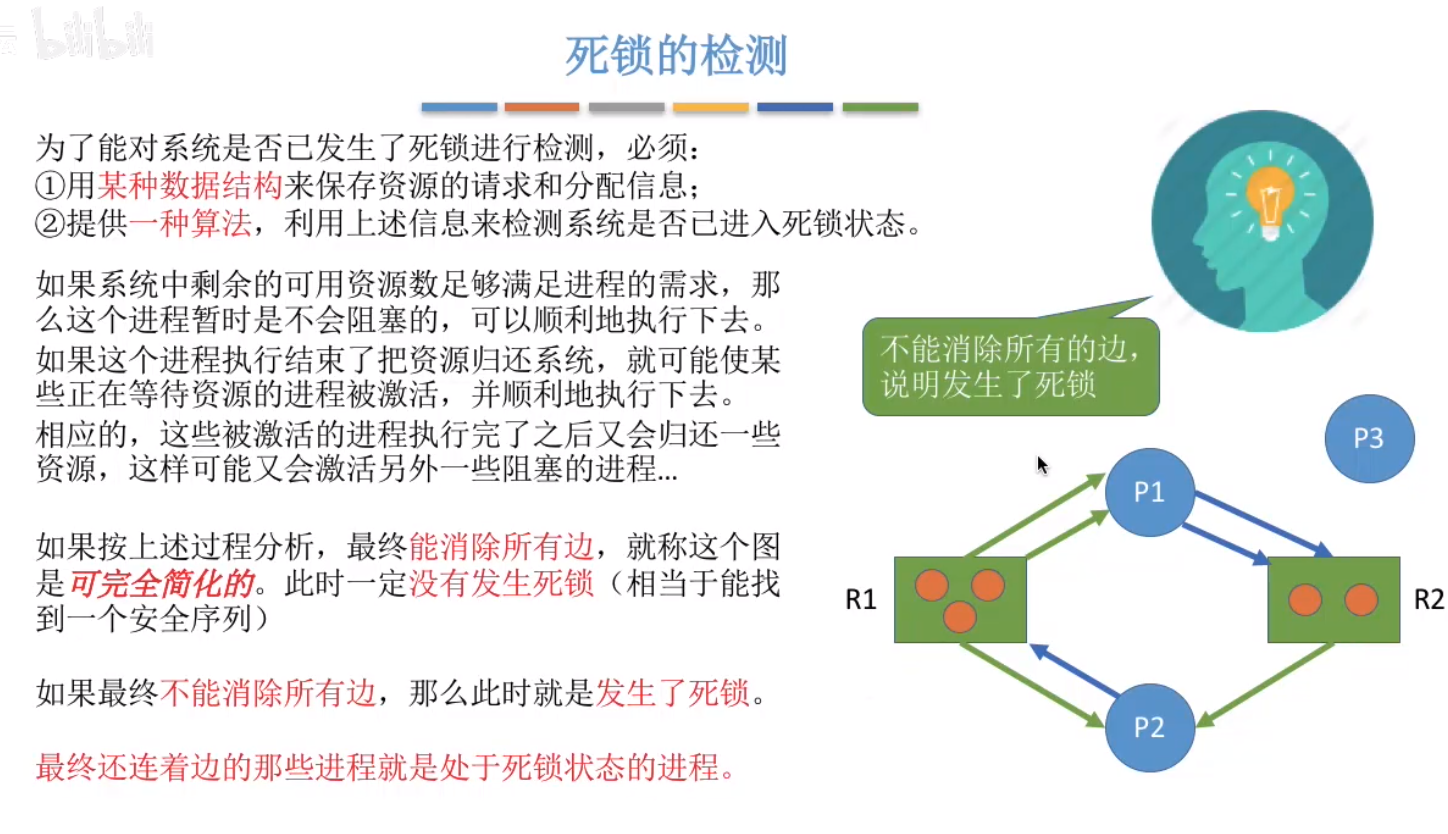 bilibili
死锁的检测
为了能对系统是否已发生了死锁进行检测，必须：
①用某种数据结构来保存资源的请求和分配信息；
②提供一种算法，利用上述信息来检测系统是否已进入死锁状态。
如果系统中剩余的可用资源数足够满足进程的需求，那
么这个进程暂时是不会阻塞的，可以顺利地执行下去。
如果这个进程执行结束了把资源归还系统，就可能使某
些正在等待资源的进程被激活，并顺利地执行下去。
相应的，这些被激活的进程执行完了之后又会归还一些
资源，这样可能又会激活另外一些阻塞的进程...
如果按上述过程分析，最终能消除所有边，就称这个图
是可完全简化的。此时一定没有发生死锁（相当于能找
到一个安全序列）
如果最终不能消除所有边，那么此时就是发生了死锁。
最终还连着边的那些进程就是处于死锁状态的进程。
不能消除所有的边，
说明发生了死锁
P3
P1
R1
R2
P2